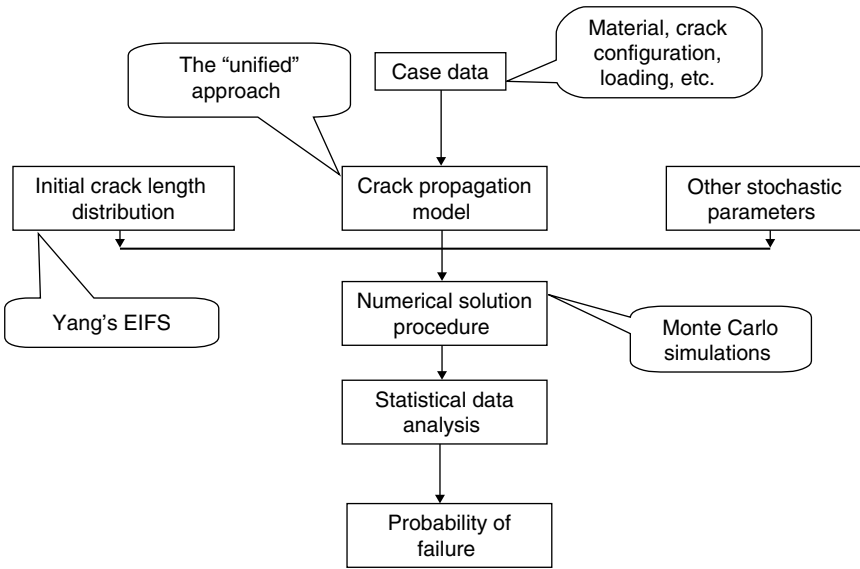 Material, crack
configuration,
loading, etc.
The “unified”
approach
Case data
Initial crack length
distribution
Crack propagation
model
Other stochastic
parameters
Yang’s EIFS
Numerical solution
procedure
Monte Carlo
simulations
Statistical data
analysis
Probability of
failure